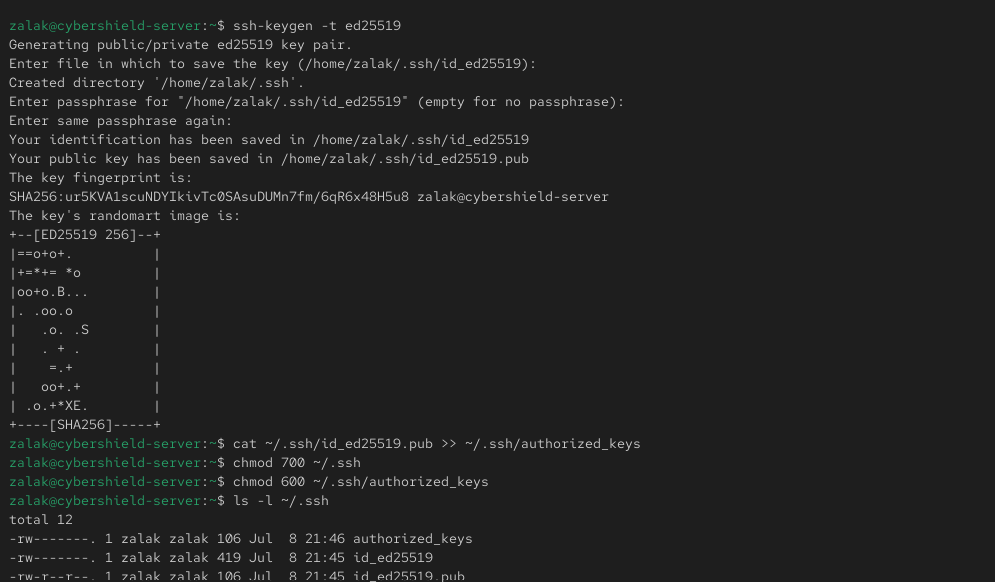 zalak@cybershield-server:~$ ssh-keygen -t ed25519
Generating public/private ed25519 key pair.
Enter file in which to save the key (/home/zalak/.ssh/id_ed25519):
Created directory '/home/zalak/.ssh'.
Enter passphrase for "/home/zalak/.ssh/id_ed25519" (empty for no passphrase):
Enter same passphrase again:
Your identification has been saved in /home/zalak/.ssh/id_ed25519
Your public key has been saved in /home/zalak/.ssh/id_ed25519.pub
The key fingerprint is:
SHA256:ur5KVA1scuNDYIkivTc0SAsuDUMn7fm/6qR6x48H5u8 zalak@cybershield-server
The key's randomart image is:
+--[ED25519 256]--+
|==o+o+.          |
|+=*+= *o         |
|oo+o.B...        |
|. .oo.o          |
|   .o. .S        |
|   . + .         |
|    =.+          |
|   oo+.+         |
| .o.+*XE.        |
+----[SHA256]-----+
zalak@cybershield-server:~$ cat ~/.ssh/id_ed25519.pub >> ~/.ssh/authorized_keys
zalak@cybershield-server:~$ chmod 700 ~/.ssh
zalak@cybershield-server:~$ chmod 600 ~/.ssh/authorized_keys
zalak@cybershield-server:~$ ls -l ~/.ssh
total 12
-rw-------. 1 zalak zalak 106 Jul  8 21:46 authorized_keys
-rw-------. 1 zalak zalak 419 Jul  8 21:45 id_ed25519
-rw-r--r--. 1 zalak zalak 106 Jul  8 21:45 id_ed25519.pub